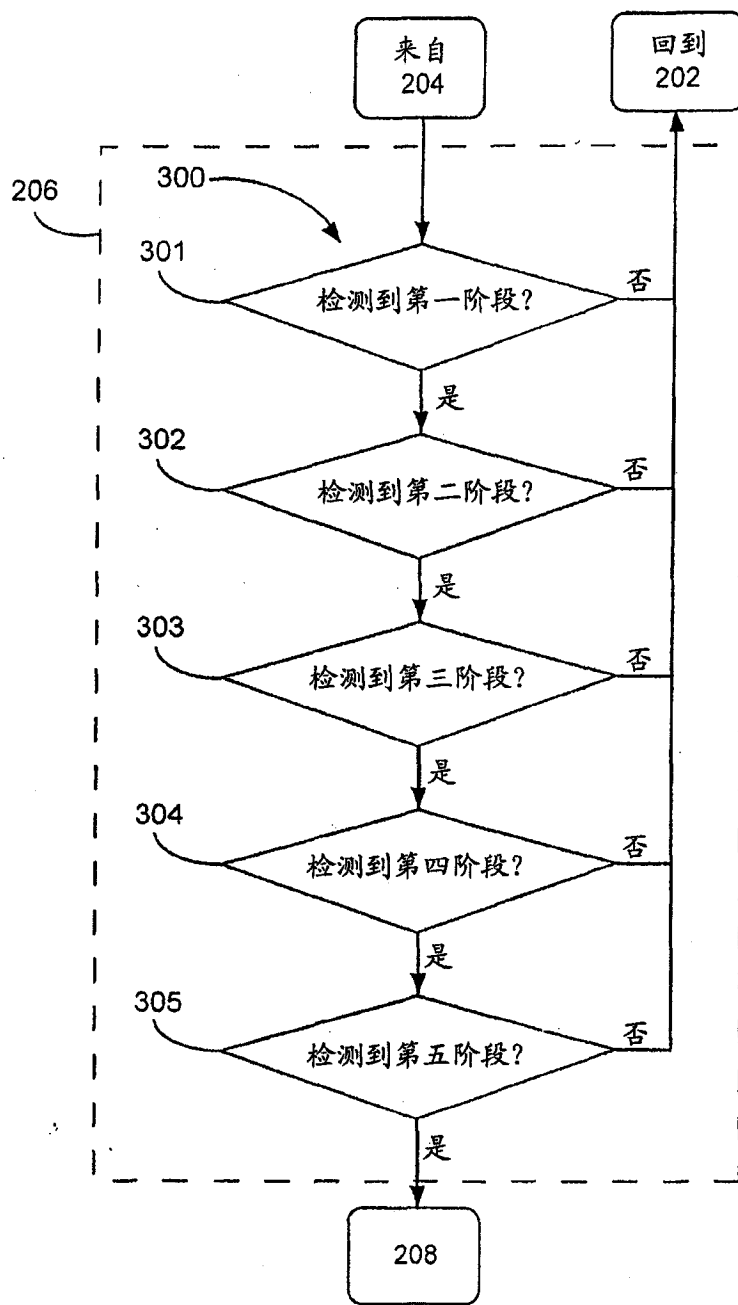 来自
204
回到
202
206
300
301
检测到第一阶段?
否
是
302
检测到第二阶段?
否
是
303
检测到第三阶段?
否
是
304
检测到第四阶段?
否
是
305
检测到第五阶段?
否
是
208